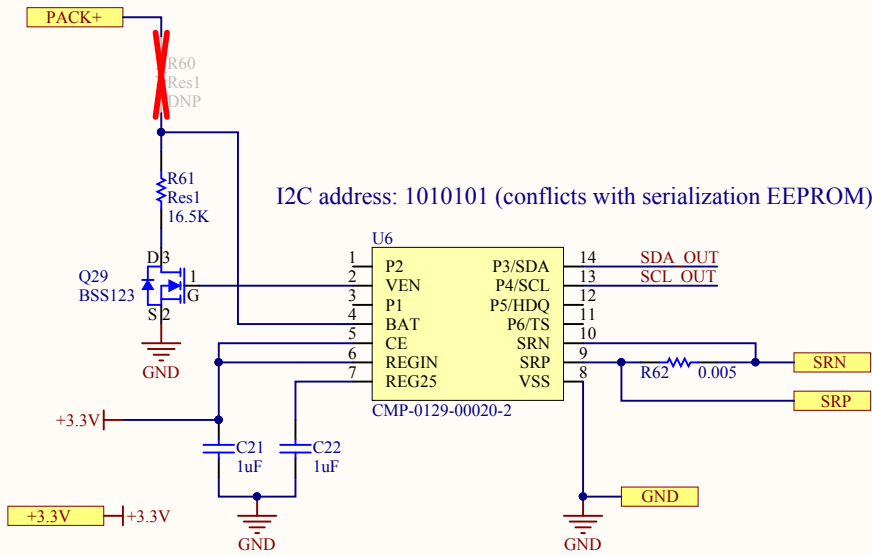 PACK+
R60
Res1
DNP
R61
Res1
16.5K
I2C address: 1010101 (conflicts with serialization EEPROM)
D 3
Q29
BSS123
1
G
S 2
GND
U6
1 P2
2 VEN
3 P1
4 BAT
5 CE
6 REGIN
7 REG25
P3/SDA 14 SDA_OUT
P4/SCL 13 SCL_OUT
P5/HDQ 12
P6/TS 11
SRN 10
SRP 9
VSS 8
CMP-0129-00020-2
R62 0.005
SRN
SRP
+3.3V
C21
1uF
C22
1uF
GND
GND
GND
+3.3V +3.3V